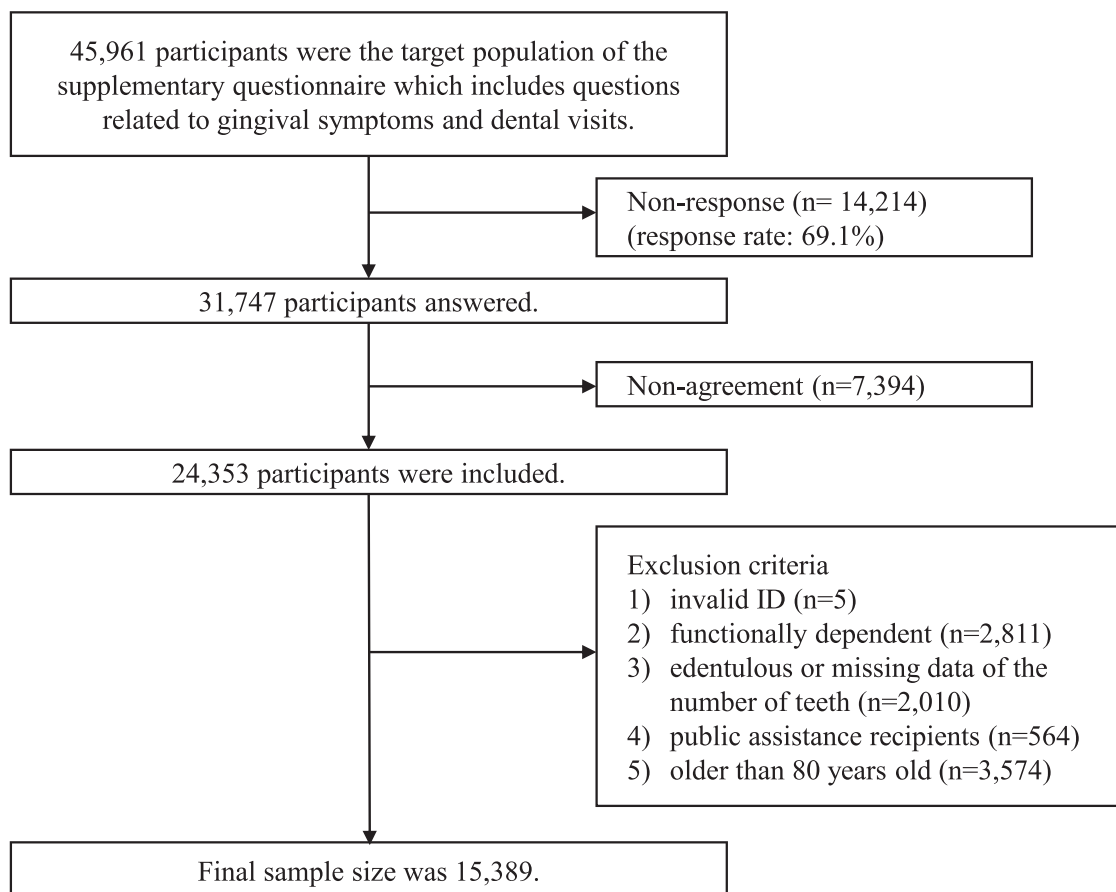 45,961 participants were the target population of the
supplementary questionnaire which includes questions
related to gingival symptoms and dental visits.
Non-response (n= 14,214)
(response rate: 69.1%)
31,747 participants answered.
Non-agreement (n=7,394)
24,353 participants were included.
Exclusion criteria
1) invalid ID (n=5)
2) functionally dependent (n=2,811)
3) edentulous or missing data of the
number of teeth (n=2,010)
4) public assistance recipients (n=564)
5) older than 80 years old (n=3,574)
Final sample size was 15,389.